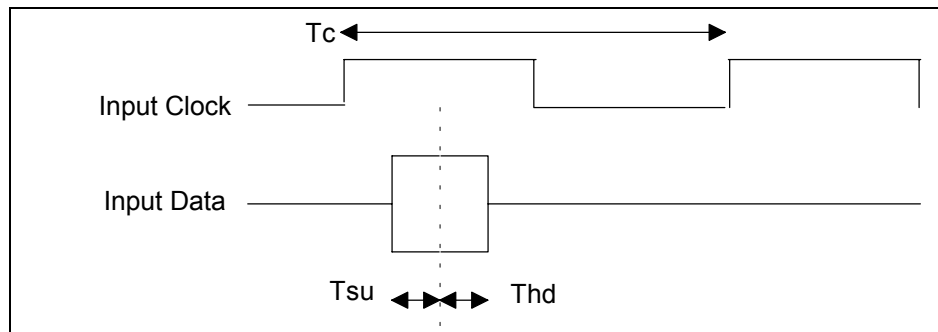 Tc
Input Clock
Input Data
Tsu
Thd